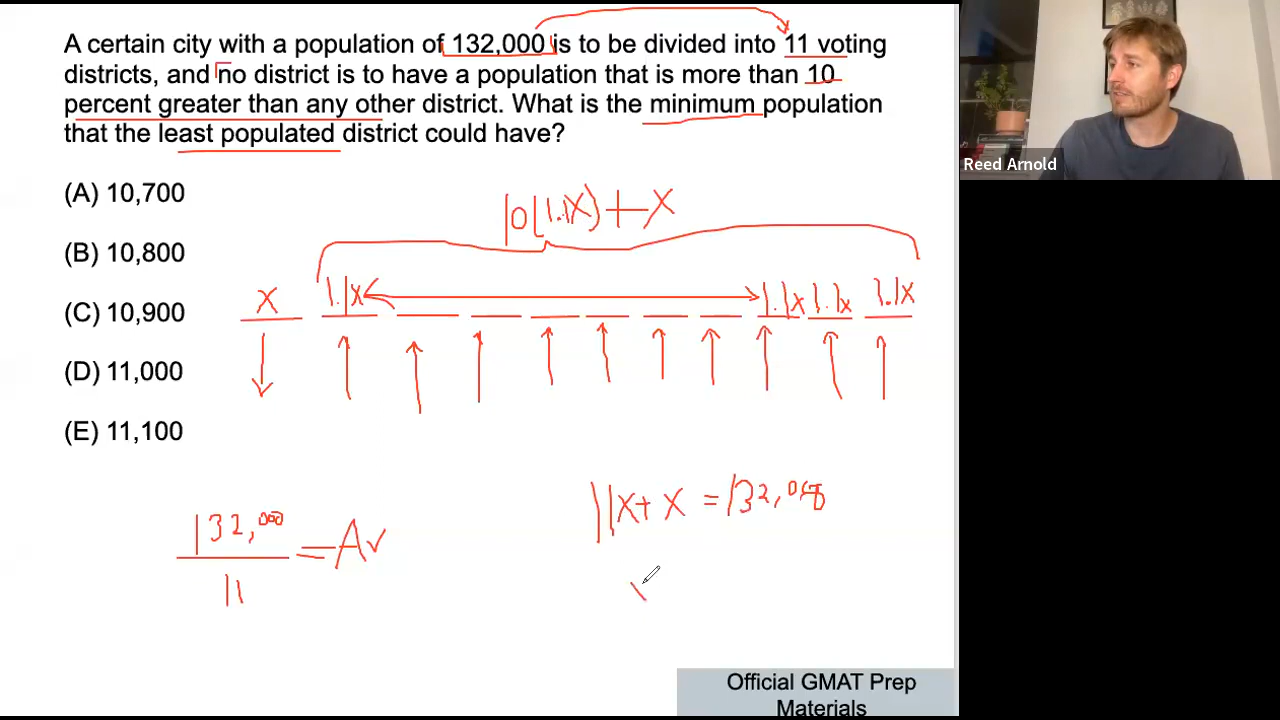 A certain city with a population of 132,000 is to be divided into 11 voting
districts, and no district is to have a population that is more than 10
percent greater than any other district. What is the minimum population
that the least populated district could have?
Reed Arnold
(A) 10,700
10(1.1x)+x
(B) 10,800
x 1.1x 1.1x 1.1x 1.1x
(C) 10,900
(D) 11,000
(E) 11,100
11x+x =132,000
132,000
=Av
11
Official GMAT Prep
Materials